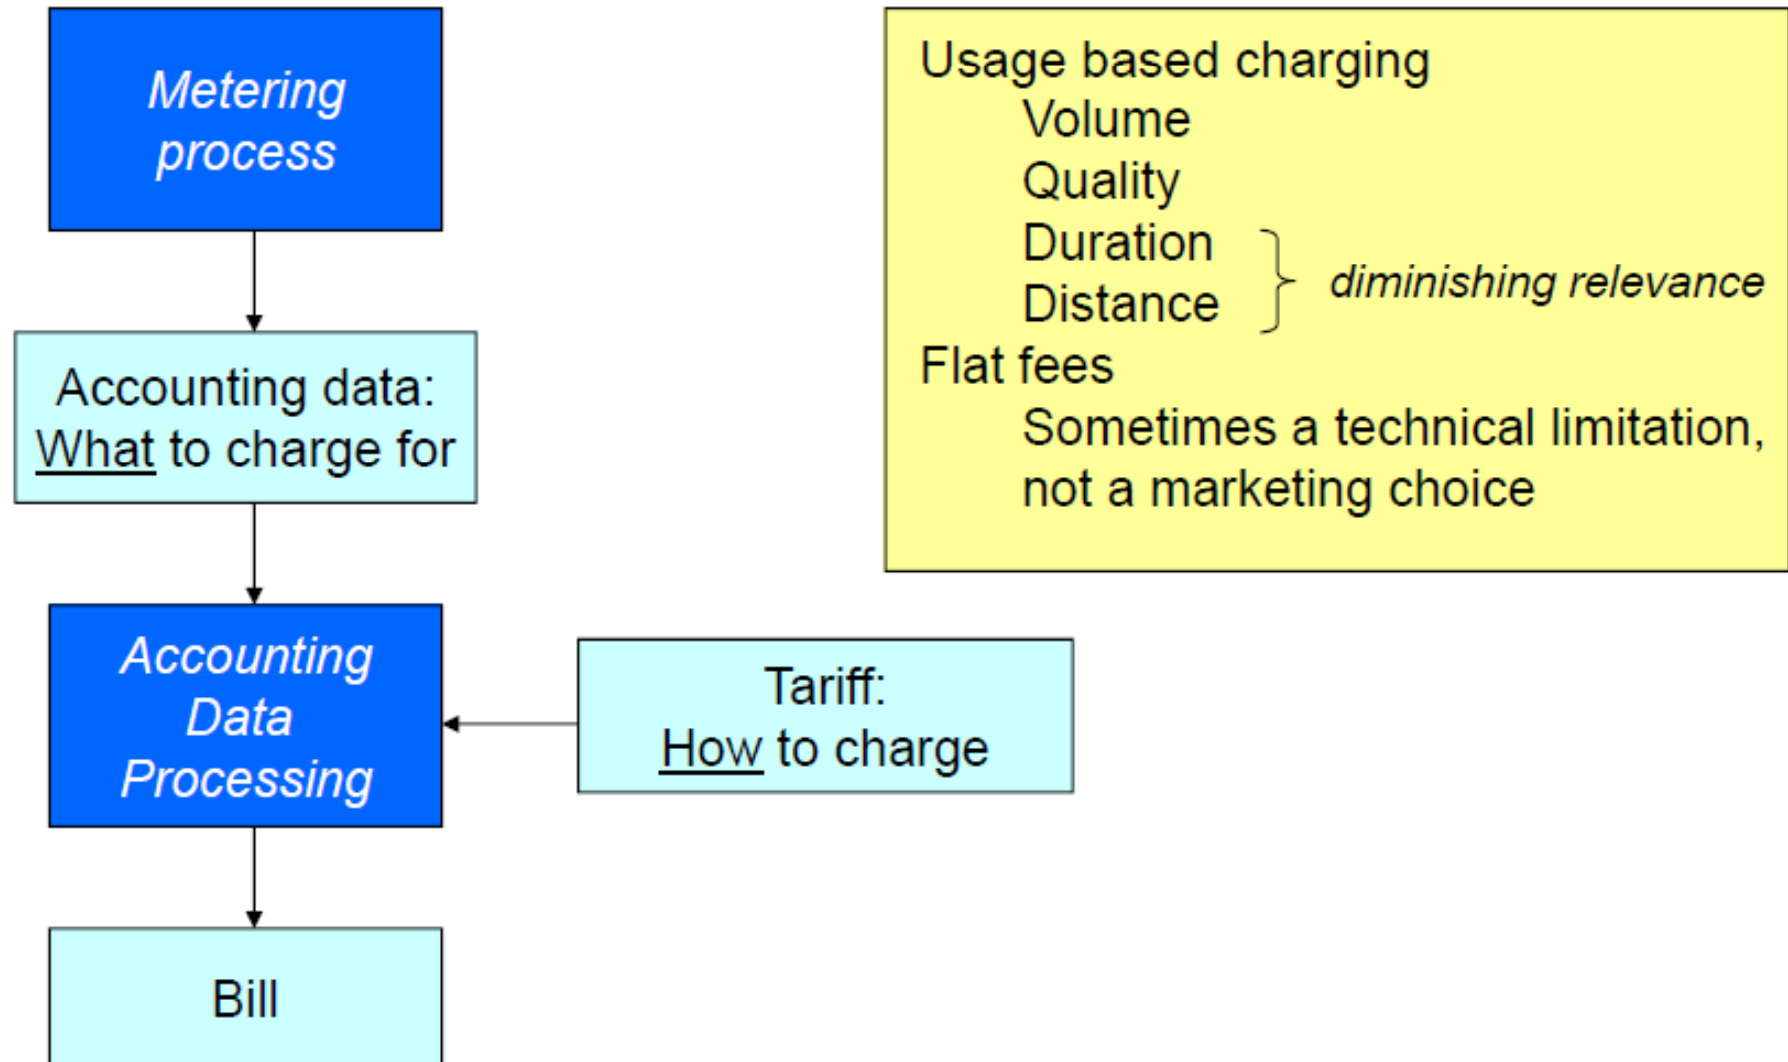 Metering
process
Accounting data:
What to charge for
Accounting
Data
Processing
Tariff:
How to charge
Bill
Usage based charging
Volume
Quality
Duration
Distance
diminishing relevance
Flat fees
Sometimes a technical limitation,
not a marketing choice